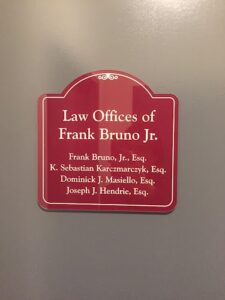 Law Offices of
Frank Bruno Jr.
Frank Bruno, Jr., Esq.
K. Sebastian Karczmarczyk, Esq.
Dominick J. Masiello, Esq.
Joseph J. Hendrie, Esq.